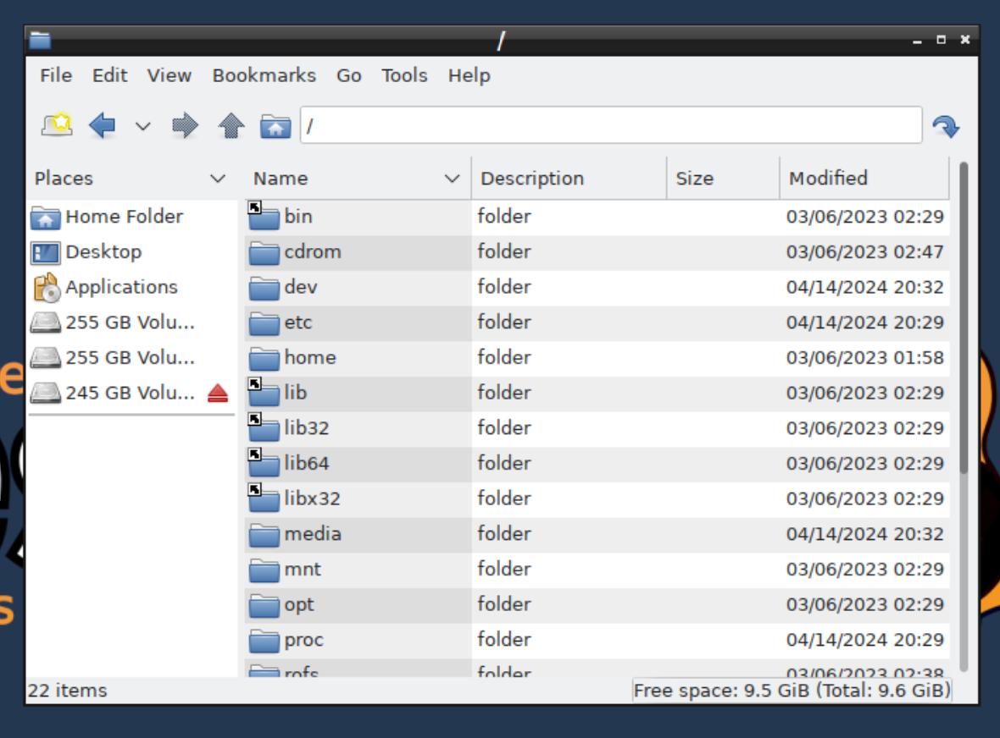 /
File Edit View Bookmarks Go Tools Help
/
Places Name Description Size Modified
Home Folder bin folder 03/06/2023 02:29
Desktop cdrom folder 03/06/2023 02:47
Applications dev folder 04/14/2024 20:32
255 GB Volu... etc folder 04/14/2024 20:29
255 GB Volu... home folder 03/06/2023 01:58
245 GB Volu... lib folder 03/06/2023 02:29
lib32 folder 03/06/2023 02:29
lib64 folder 03/06/2023 02:29
libx32 folder 03/06/2023 02:29
media folder 04/14/2024 20:32
mnt folder 03/06/2023 02:29
opt folder 03/06/2023 02:29
proc folder 04/14/2024 20:29
rofs folder 03/06/2023 02:38
22 items Free space: 9.5 GiB (Total: 9.6 GiB)